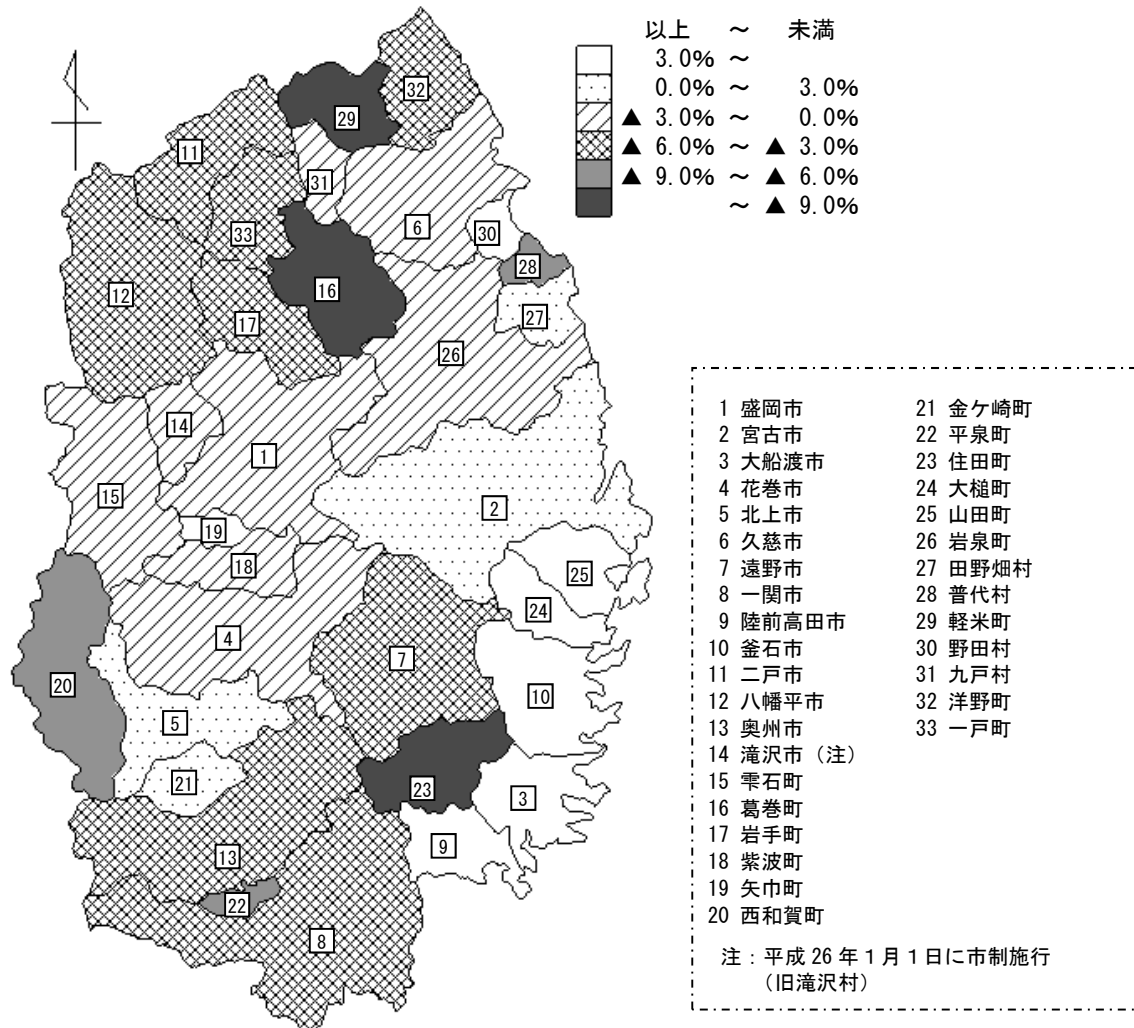 以上 ～ 未満
3.0% ～
0.0% ～ 3.0%
▲ 3.0% ～ 0.0%
▲ 6.0% ～ ▲ 3.0%
▲ 9.0% ～ ▲ 6.0%
～ ▲ 9.0%
32
29
11
31
33
6
30
28
16
12
27
17
26
14
1
15
2
19
18
25
24
4
7
20
10
5
21
23
3
9
13
22
8
1 盛岡市
2 宮古市
3 大船渡市
4 花巻市
5 北上市
6 久慈市
7 遠野市
8 一関市
9 陸前高田市
10 釜石市
11 二戸市
12 八幡平市
13 奥州市
14 滝沢市（注）
15 雫石町
16 葛巻町
17 岩手町
18 紫波町
19 矢巾町
20 西和賀町
21 金ケ崎町
22 平泉町
23 住田町
24 大槌町
25 山田町
26 岩泉町
27 田野畑村
28 普代村
29 軽米町
30 野田村
31 九戸村
32 洋野町
33 一戸町
注：平成 26 年 1 月 1 日に市制施行
（旧滝沢村）